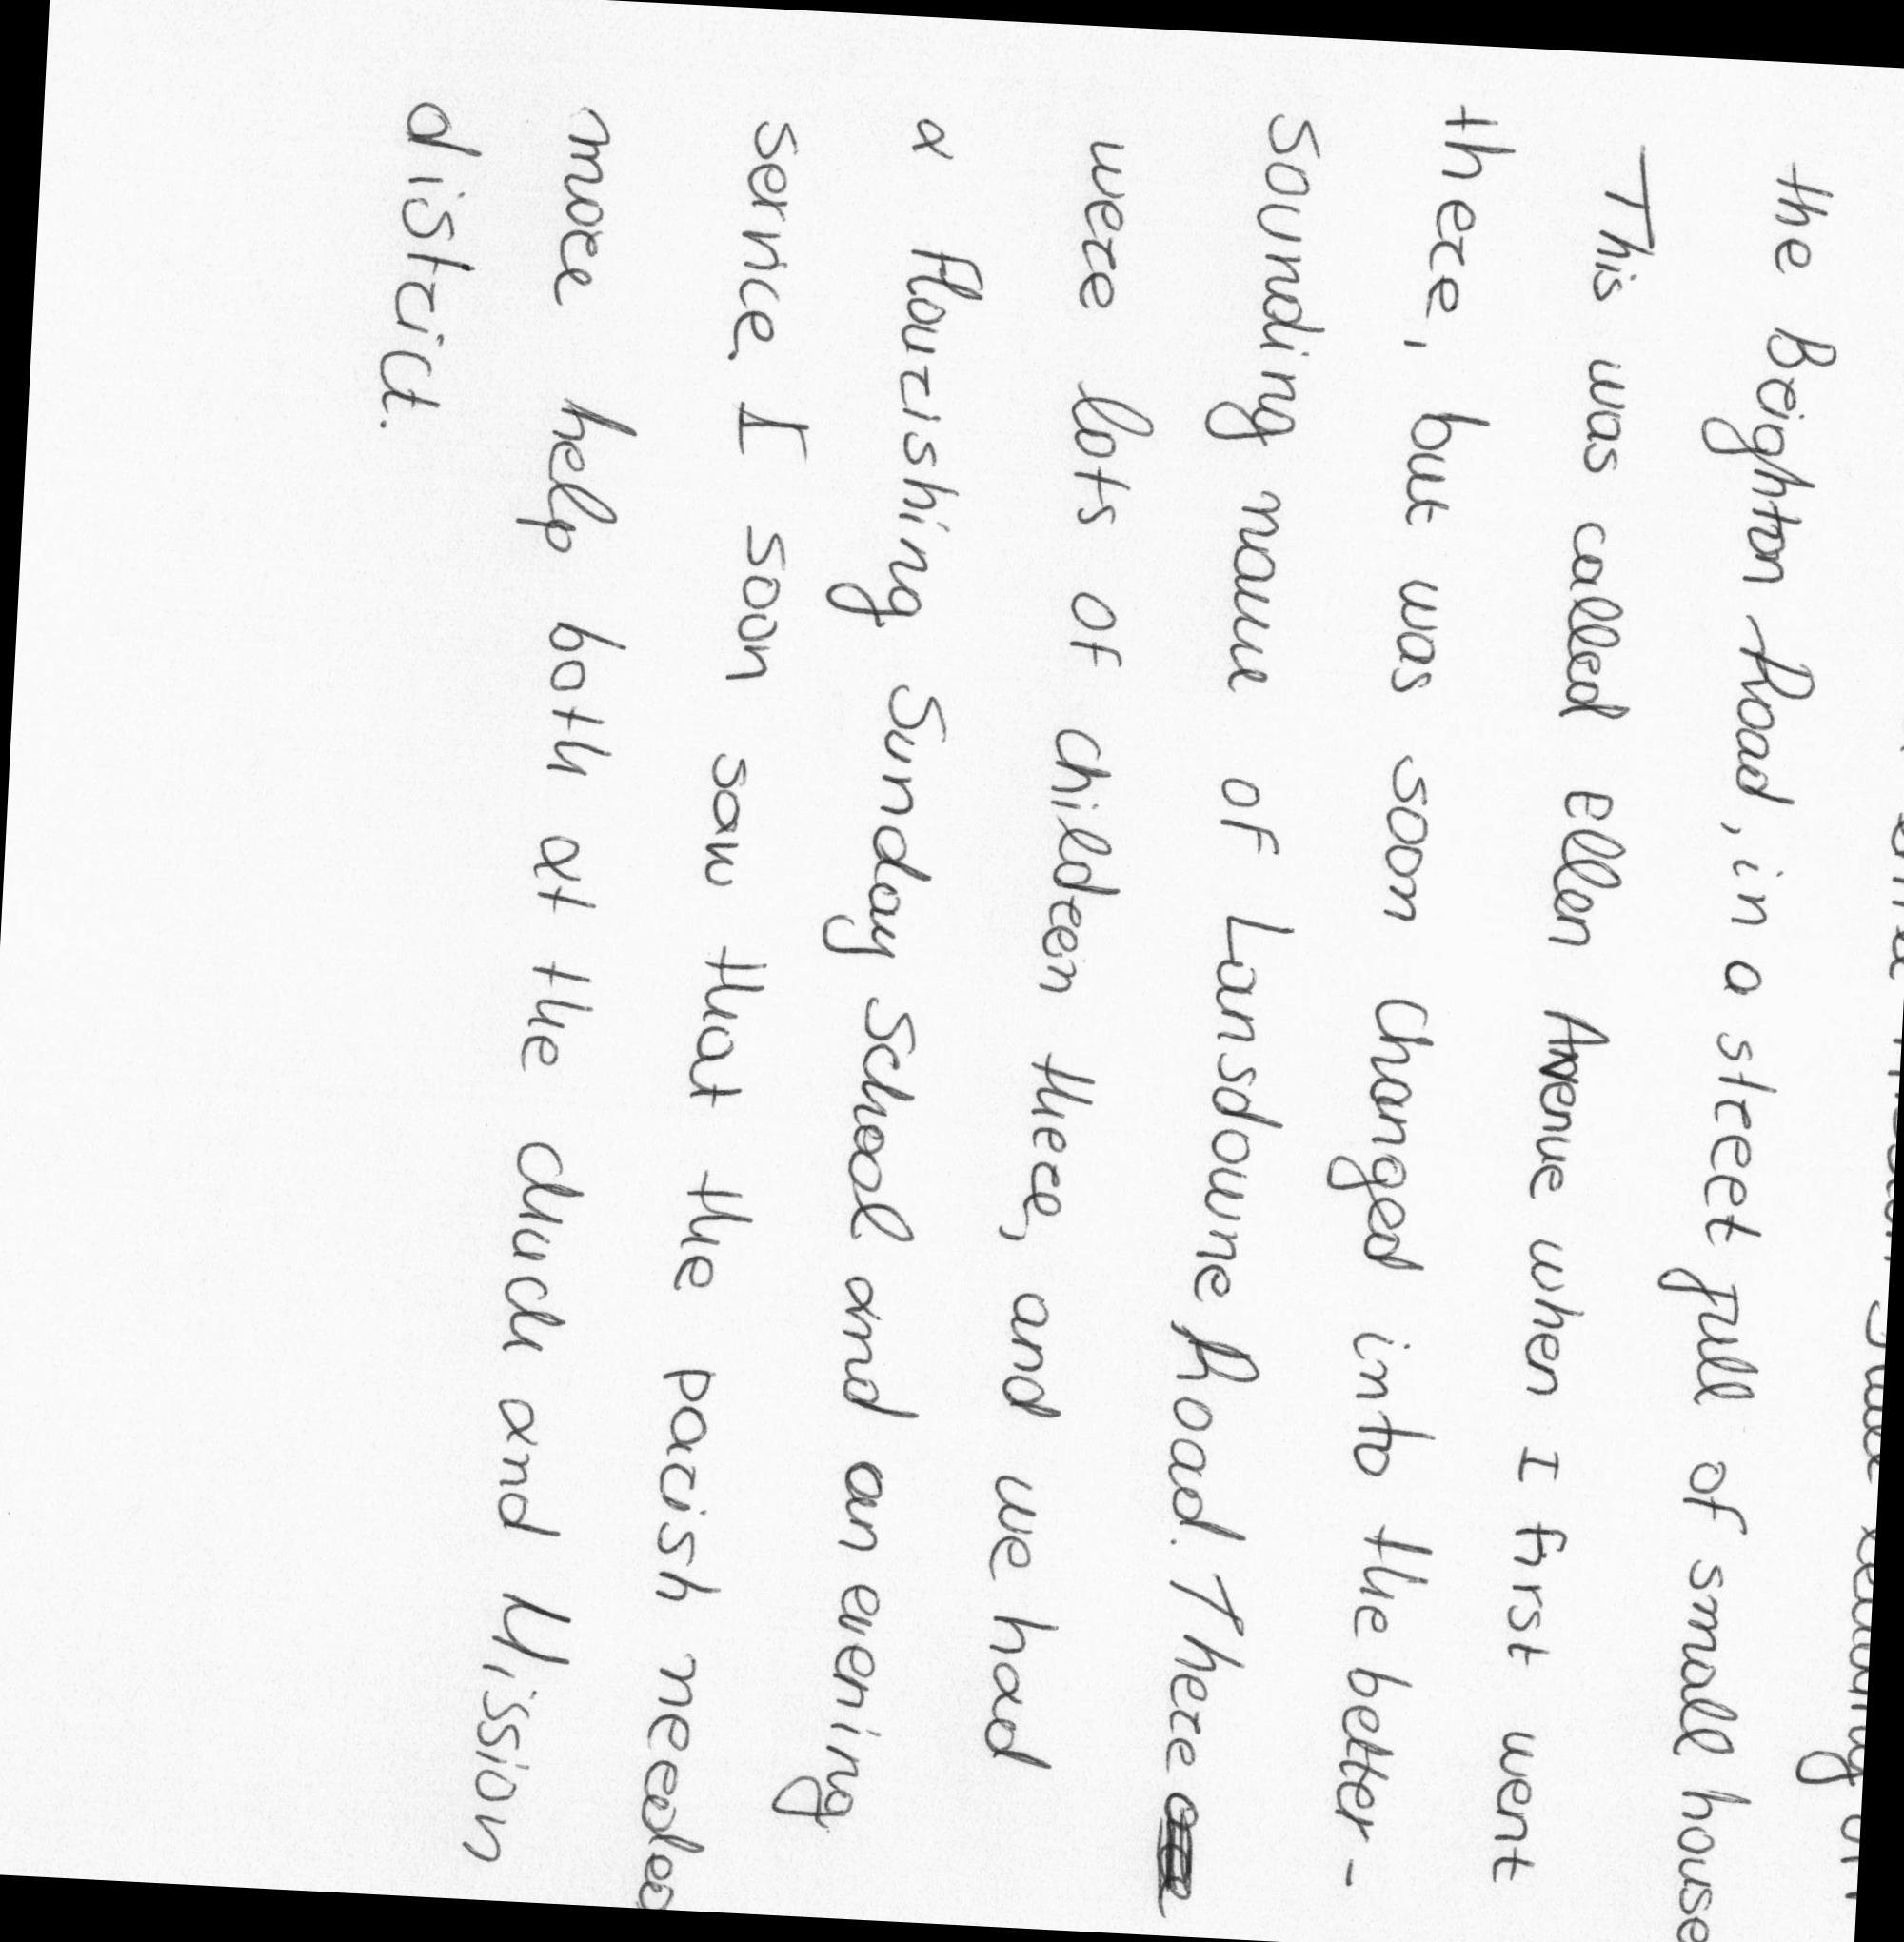 the Brighton Road, in a street full of small house
This was called Ellen Avenue when I first went
there, but was soon changed into the better-
sounding name of Lansdowne Road. There
were lots of children there, and we had
a flourishing Sunday School and an evening
service. I soon saw that the parish needed
more help both at the church and Mission
district.